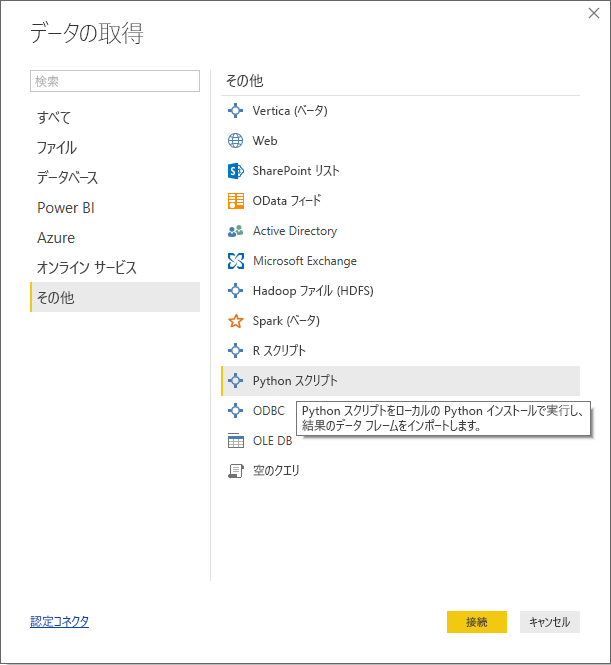 データの取得
検索
すべて
ファイル
データベース
Power BI
Azure
オンライン サービス
その他
その他
Vertica (ベータ)
Web
SharePoint リスト
OData フィード
Active Directory
Microsoft Exchange
Hadoop ファイル (HDFS)
Spark (ベータ)
R スクリプト
Python スクリプト
ODBC
Python スクリプトをローカルの Python インストールで実行し、
結果のデータ フレームをインポートします。
OLE DB
空のクエリ
認定コネクタ
接続
キャンセル